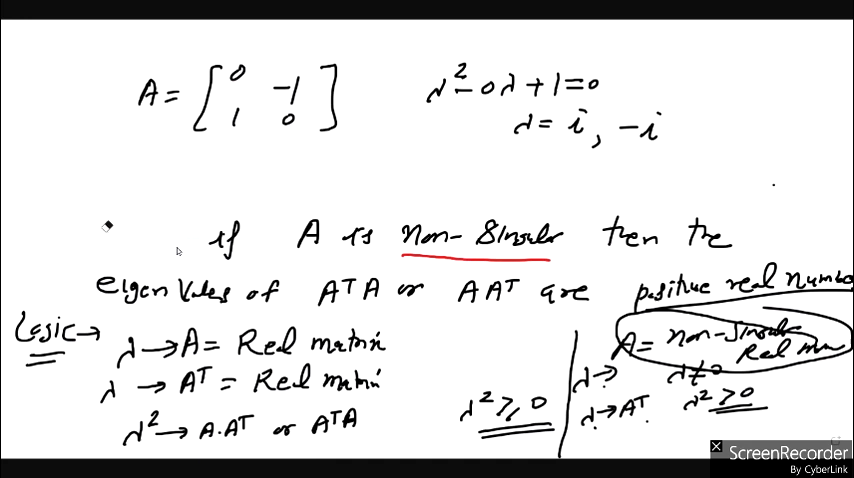 A = [ 0 -1
1 0 ]
λ² - 0λ + 1 = 0
λ = i, -i
if A is non-Singular then the
eigen values of AᵀA or AAᵀ are positive real number
Logic →
λ → A = Real matrix
λ → Aᵀ = Real matrix
λ² → A.Aᵀ or AᵀA
λ² ≥ 0
A = non-Singular
Real
λ → λ ≠ 0
λ → Aᵀ. λ² > 0
ScreenRecorder
By CyberLink